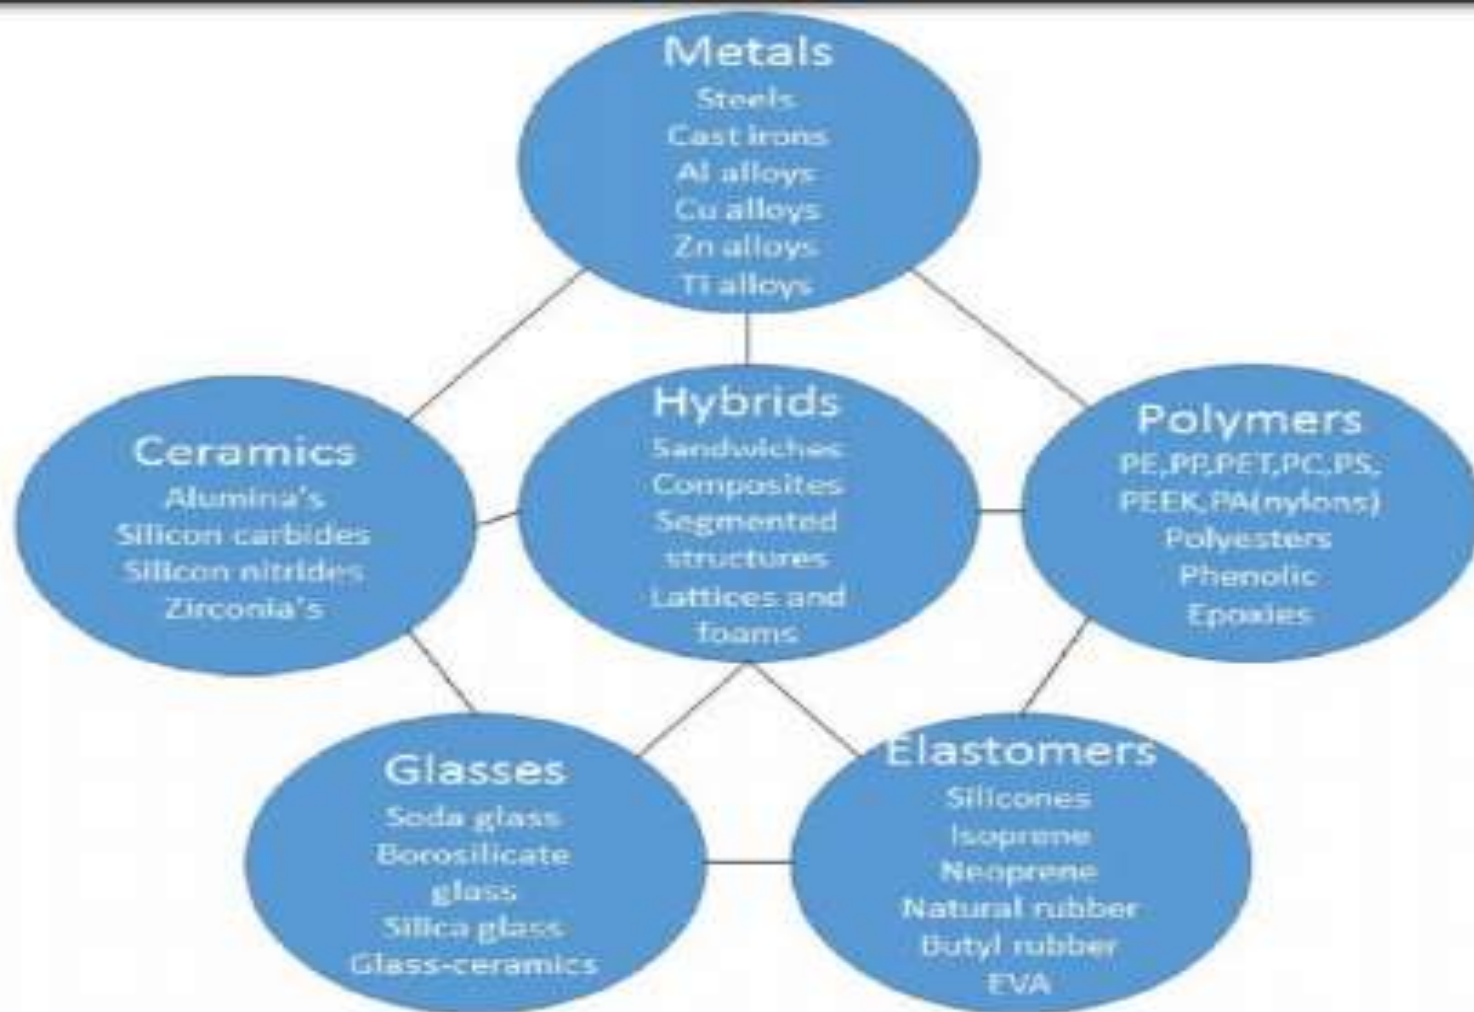 Metals
Steels
Cast irons
Al alloys
Cu alloys
Zn alloys
Ti alloys
Ceramics
Alumina's
Silicon carbides
Silicon nitrides
Zirconia's
Hybrids
Sandwiches
Composites
Segmented
structures
Lattices and
foams
Polymers
PE,PP,PET,PC,PS,
PEEK,PA(nylons)
Polyesters
Phenolic
Epoxies
Glasses
Soda glass
Borosilicate
glass
Silica glass
Glass-ceramics
Elastomers
Silicones
Isoprene
Neoprene
Natural rubber
Butyl rubber
EVA